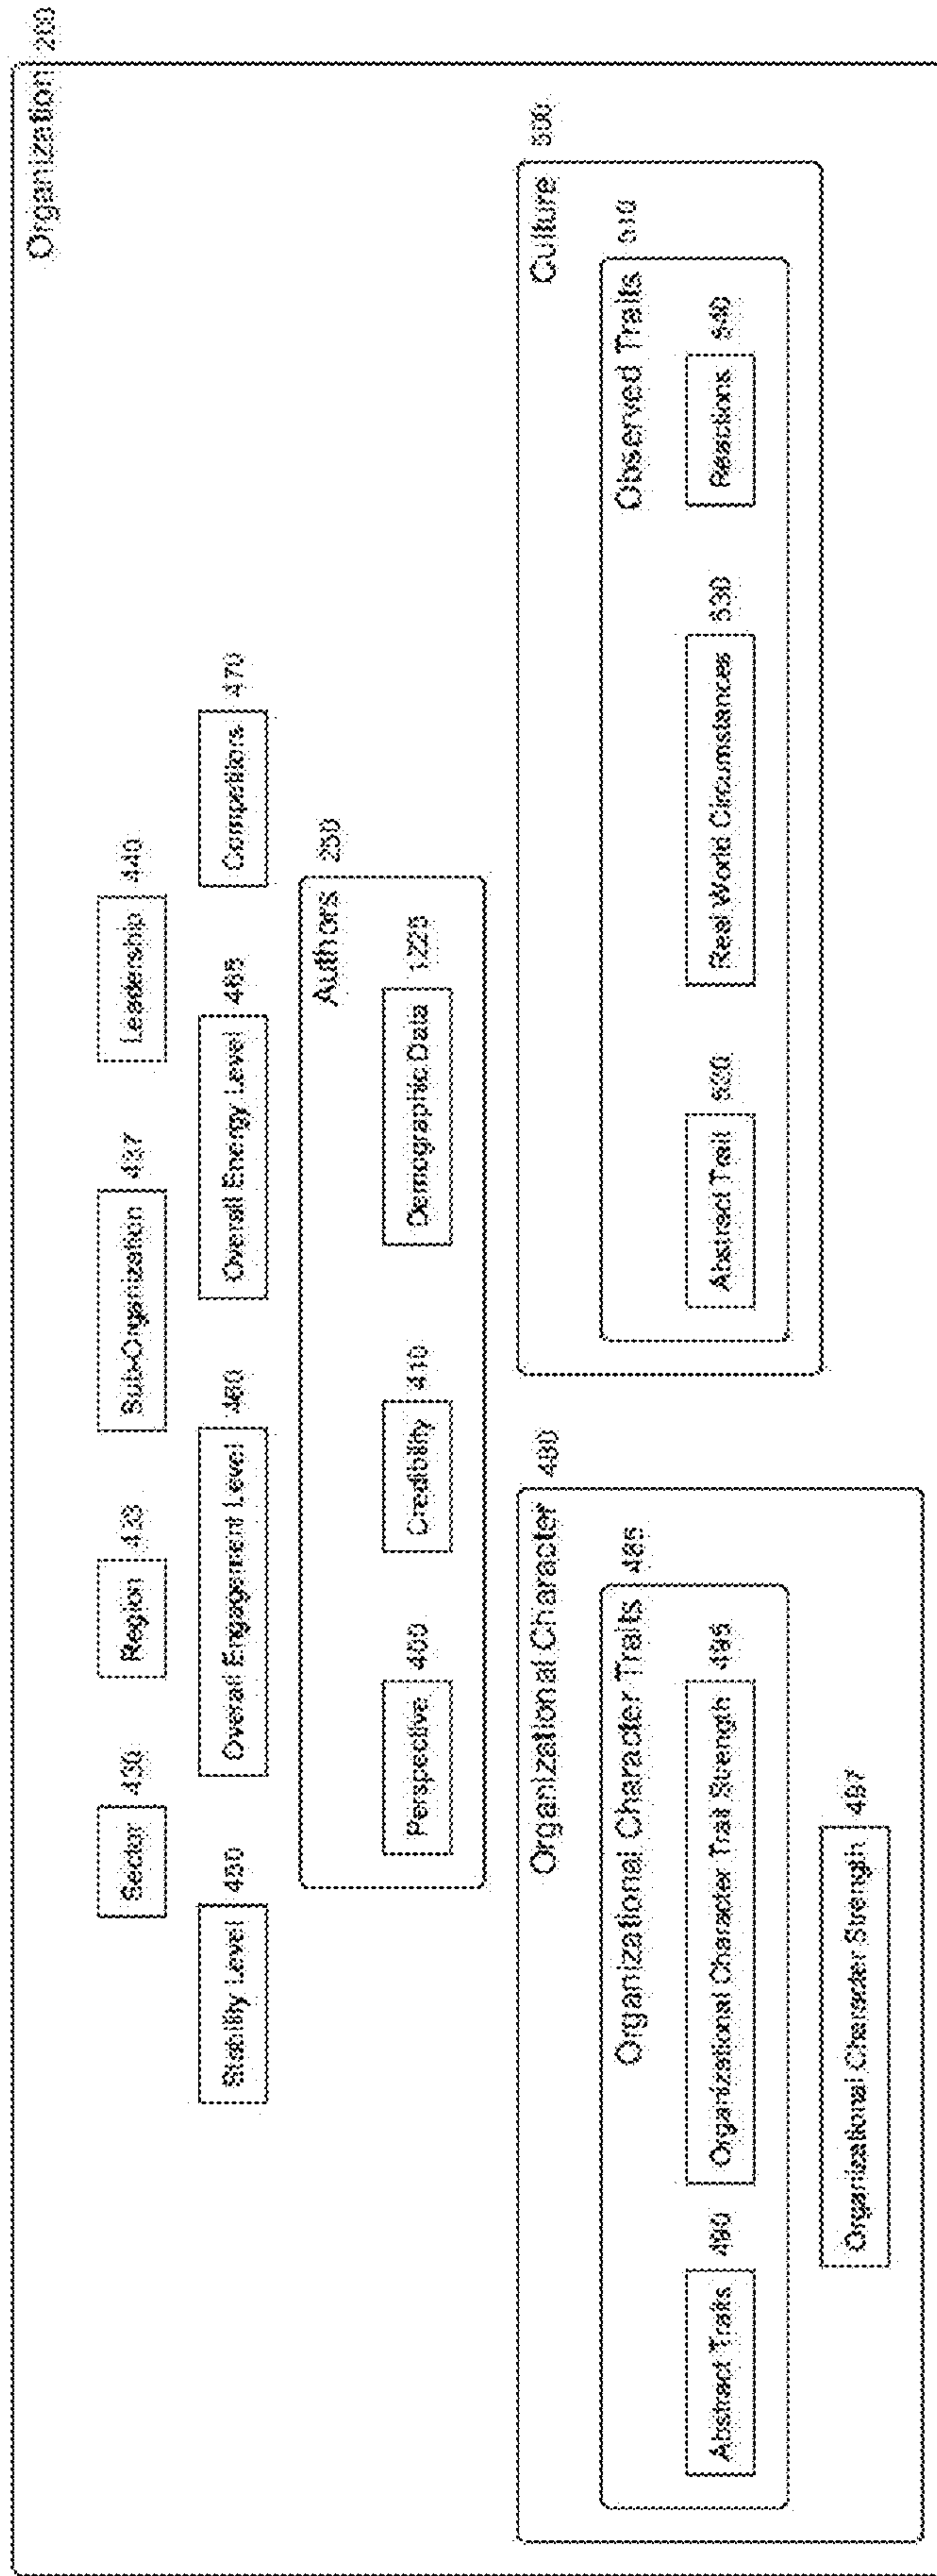 Organization 200
Sector 430
Region 433
Sub-Organization 437
Leadership 440
Stability Level 450
Overall Engagement Level 460
Overall Energy Level 465
Competitors 470
Authors 250
Perspective 400
Credibility 410
Demographic Data 1225
Organizational Character 480
Organizational Character Traits 485
Abstract Traits 490
Organizational Character Trait Strength 495
Organizational Character Strength 497
Culture 500
Observed Traits 510
Abstract Trait 520
Real World Circumstances 530
Reactions 540